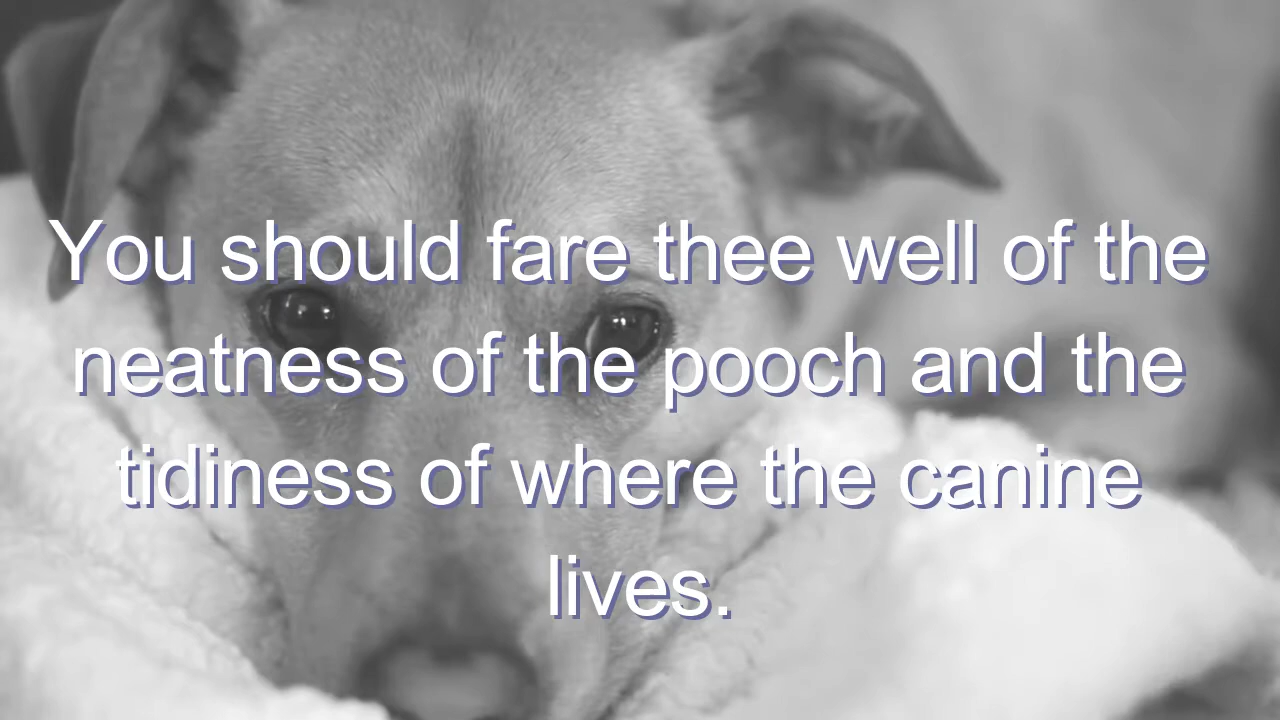 You should fare thee well of the
neatness of the pooch and the
tidiness of where the canine
lives.